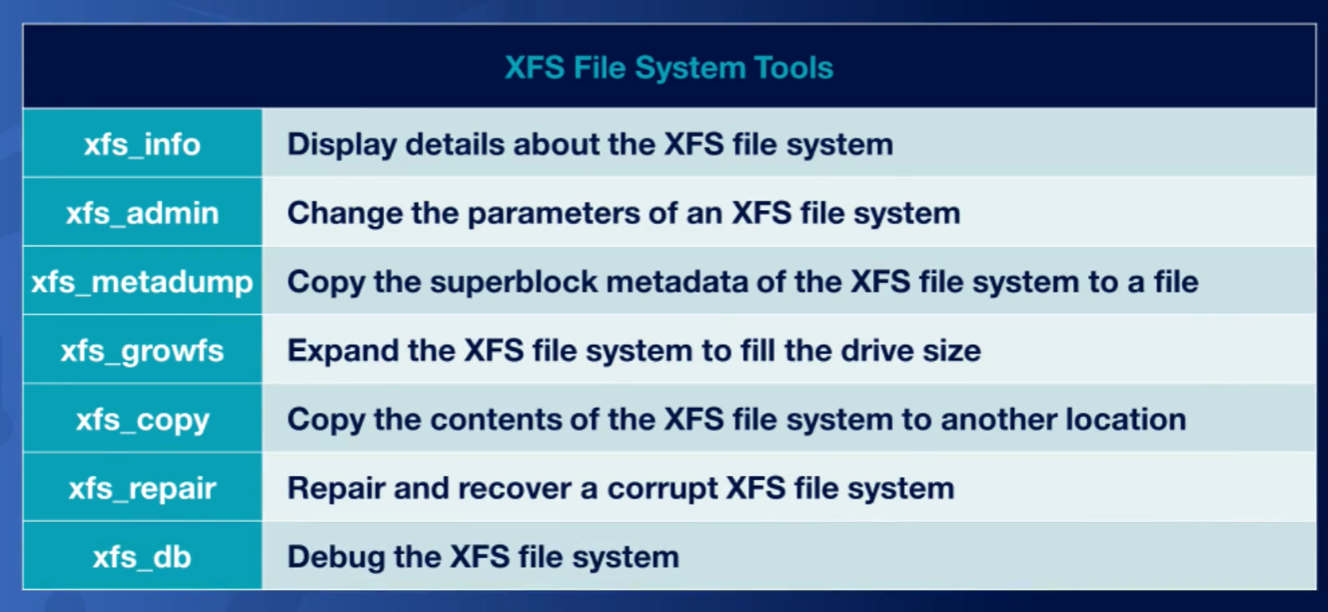 XFS File System Tools
xfs_info Display details about the XFS file system
xfs_admin Change the parameters of an XFS file system
xfs_metadump Copy the superblock metadata of the XFS file system to a file
xfs_growfs Expand the XFS file system to fill the drive size
xfs_copy Copy the contents of the XFS file system to another location
xfs_repair Repair and recover a corrupt XFS file system
xfs_db Debug the XFS file system